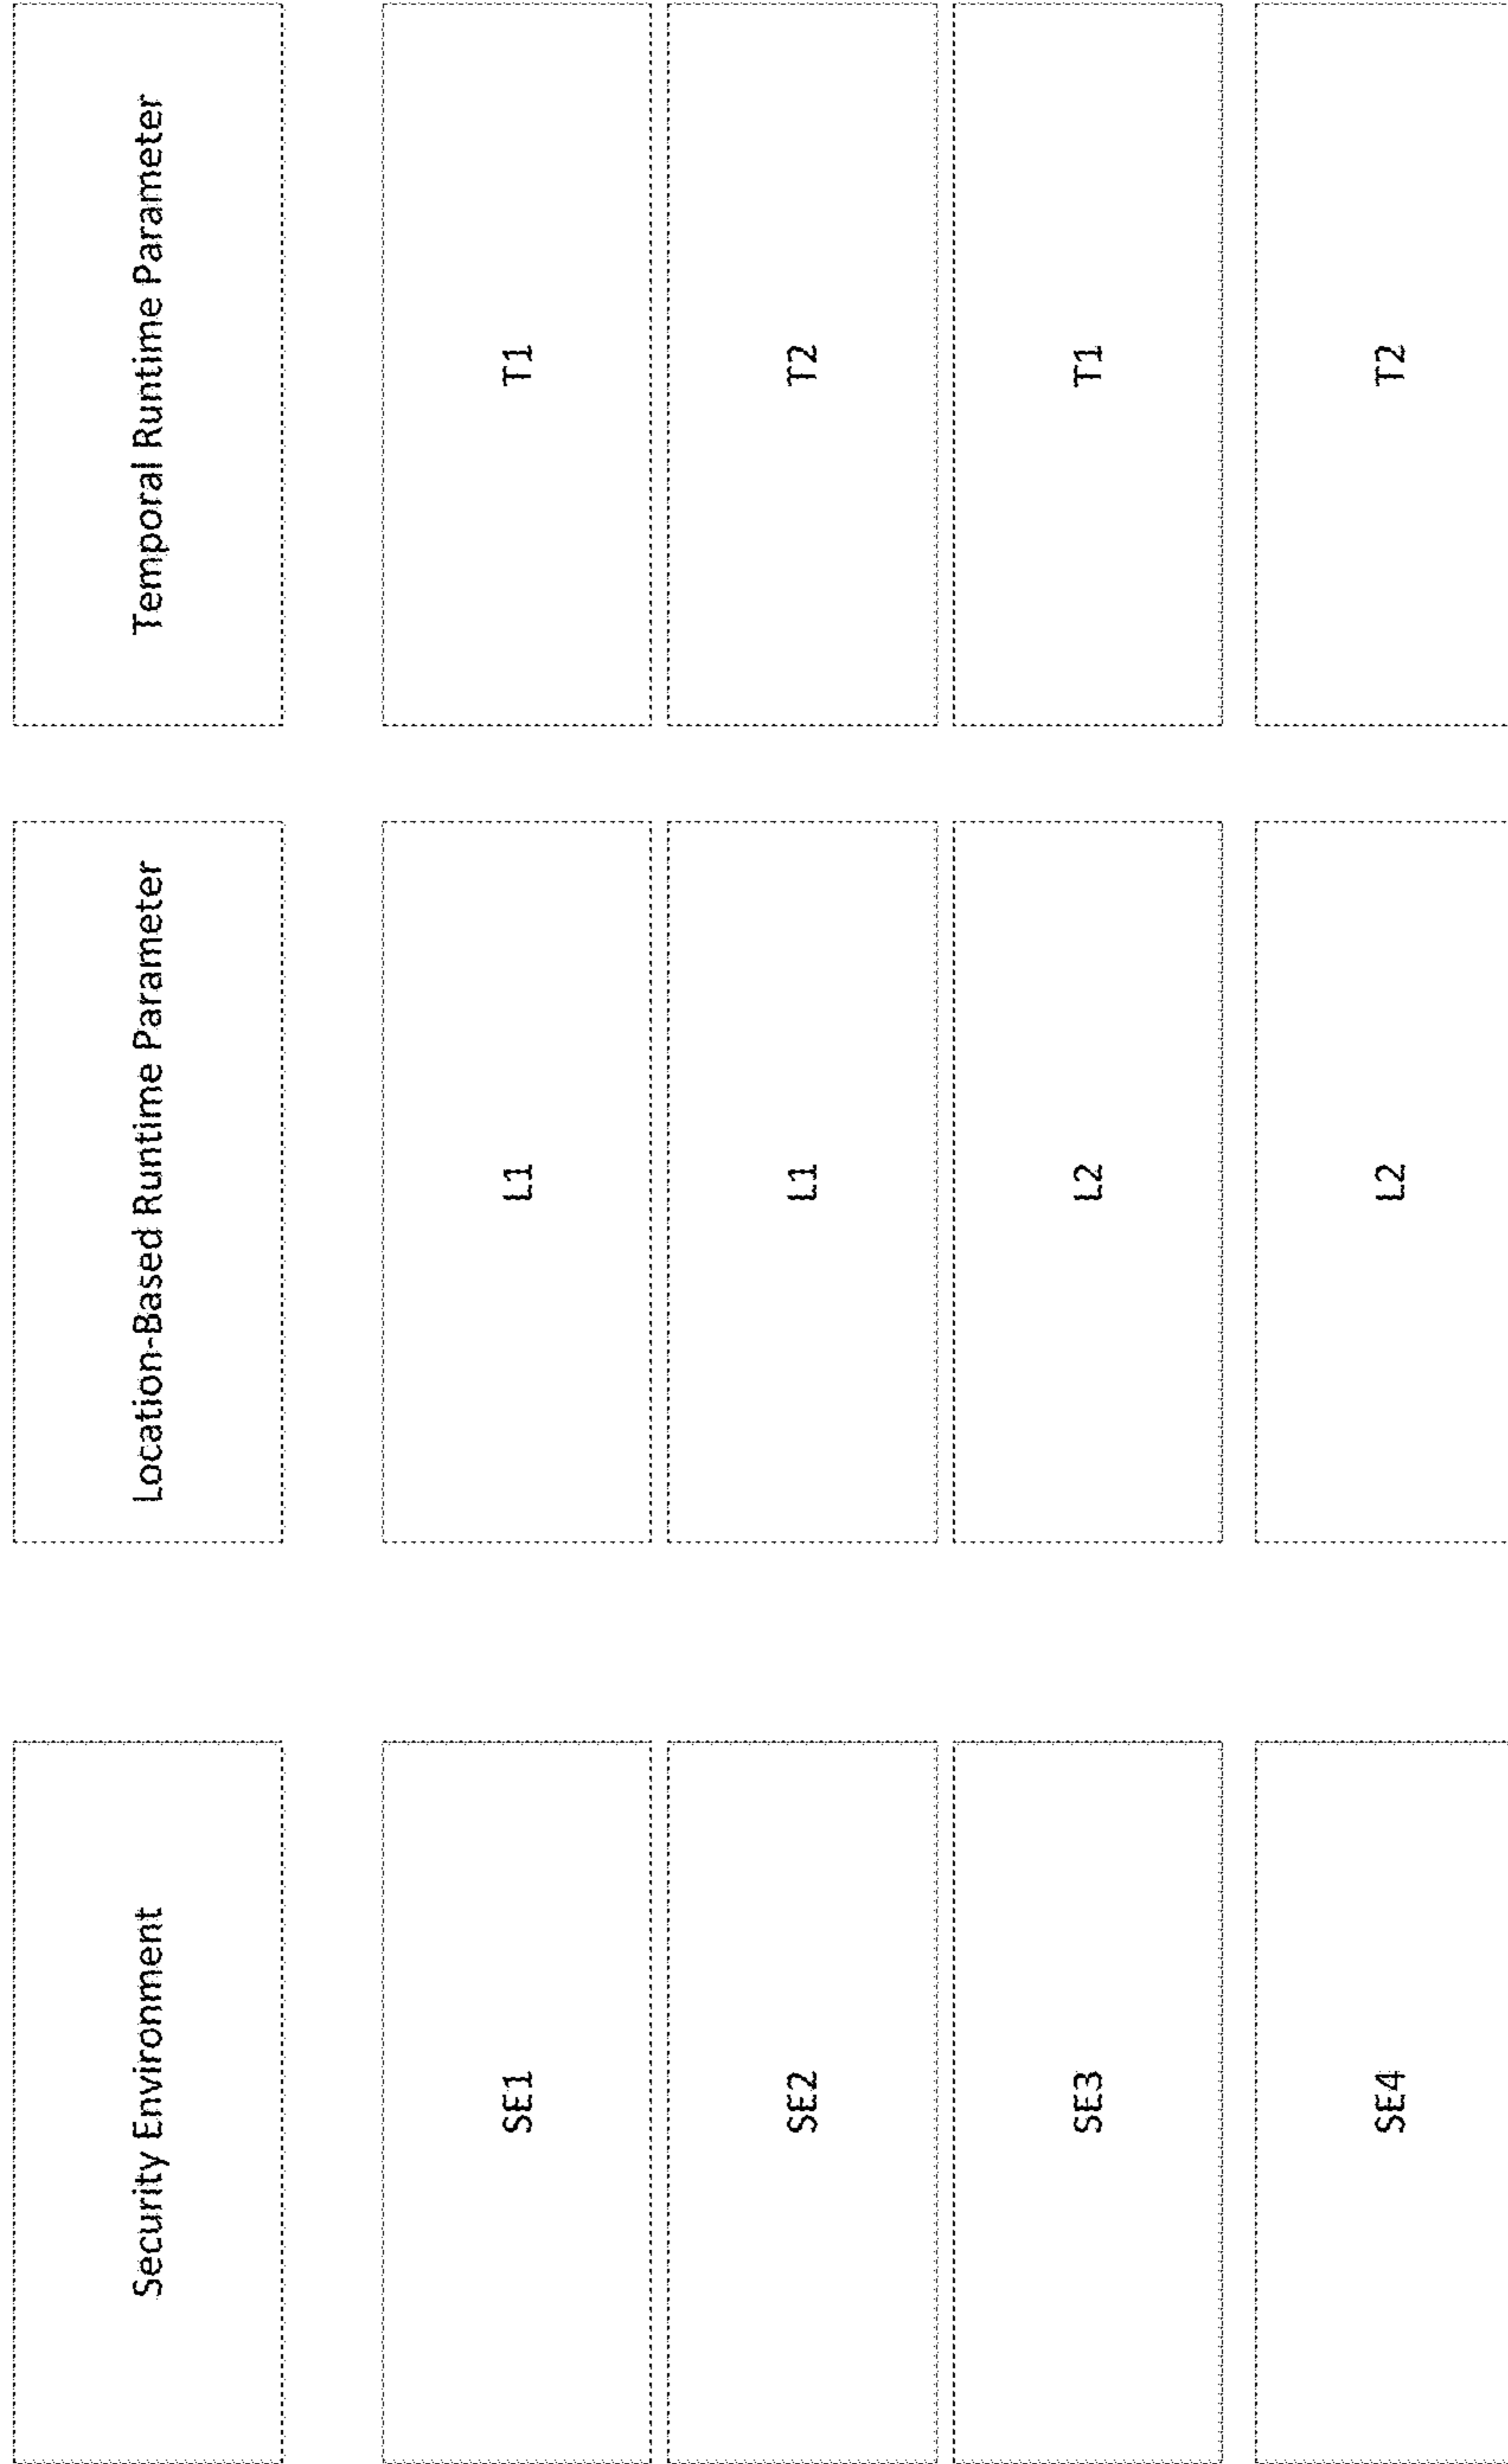 Security Environment
Location-Based Runtime Parameter
Temporal Runtime Parameter
SE1
L1
T1
SE2
L1
T2
SE3
L2
T1
SE4
L2
T2